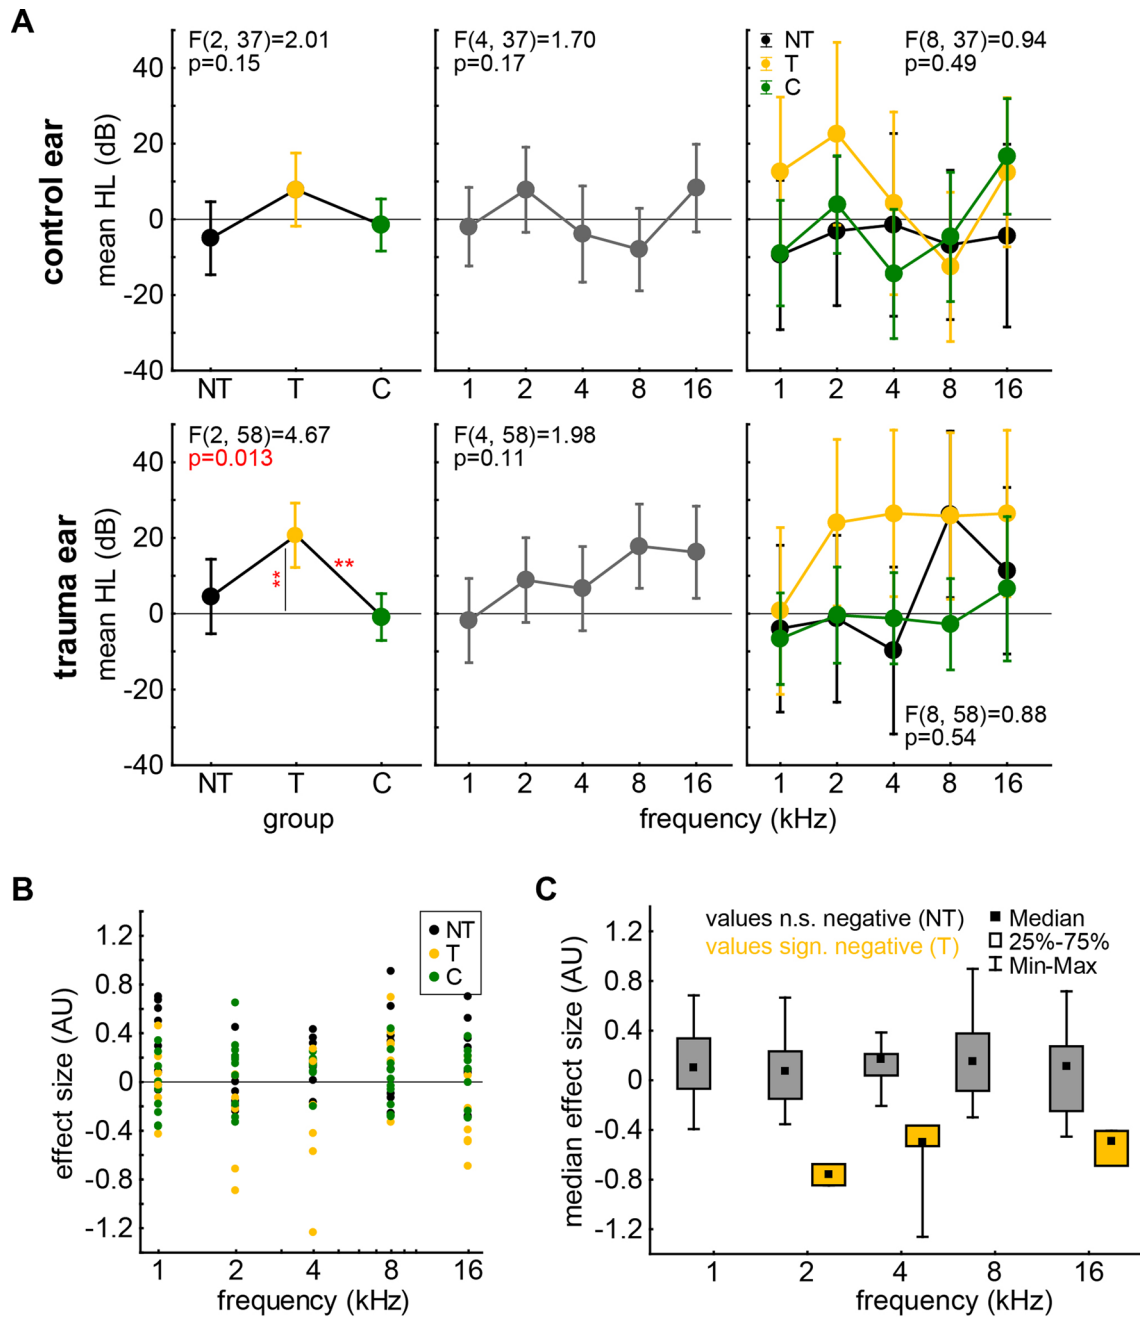 A
control ear
mean HL (dB)
40
20
0
-20
-40
F(2, 37)=2.01
p=0.15
NT
T
C
F(4, 37)=1.70
p=0.17
1
2
4
8
16
NT
T
C
F(8, 37)=0.94
p=0.49
1
2
4
8
16
trauma ear
mean HL (dB)
40
20
0
-20
-40
F(2, 58)=4.67
p=0.013
**
**
NT
T
C
group
F(4, 58)=1.98
p=0.11
1
2
4
8
16
F(8, 58)=0.88
p=0.54
1
2
4
8
16
frequency (kHz)
B
effect size (AU)
1.2
0.8
0.4
0
-0.4
-0.8
-1.2
NT
T
C
1
2
4
8
16
frequency (kHz)
C
median effect size (AU)
1.2
0.4
0
-0.4
-0.8
-1.2
values n.s. negative (NT)
values sign. negative (T)
Median
25%-75%
Min-Max
1
2
4
8
16
frequency (kHz)